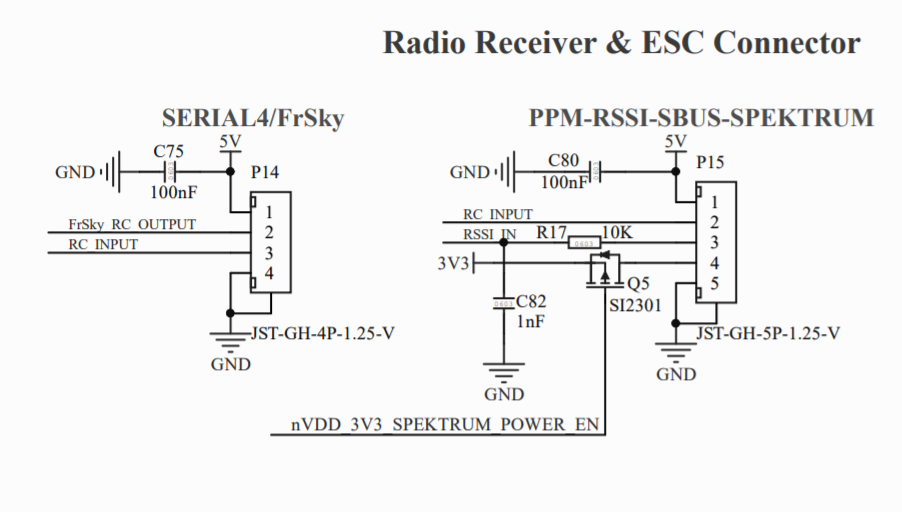 Radio Receiver & ESC Connector
SERIAL4/FrSky
5V
C75
P14
GND
100nF
0603
1
FrSky_RC_OUTPUT
2
RC_INPUT
3
4
JST-GH-4P-1.25-V
GND
PPM-RSSI-SBUS-SPEKTRUM
5V
C80
P15
GND
100nF
0603
1
RC_INPUT
2
RSSI_IN
R17
10K
0603
3
3V3
4
Q5
5
SI2301
0603
C82
1nF
JST-GH-5P-1.25-V
GND
GND
nVDD_3V3_SPEKTRUM_POWER_EN